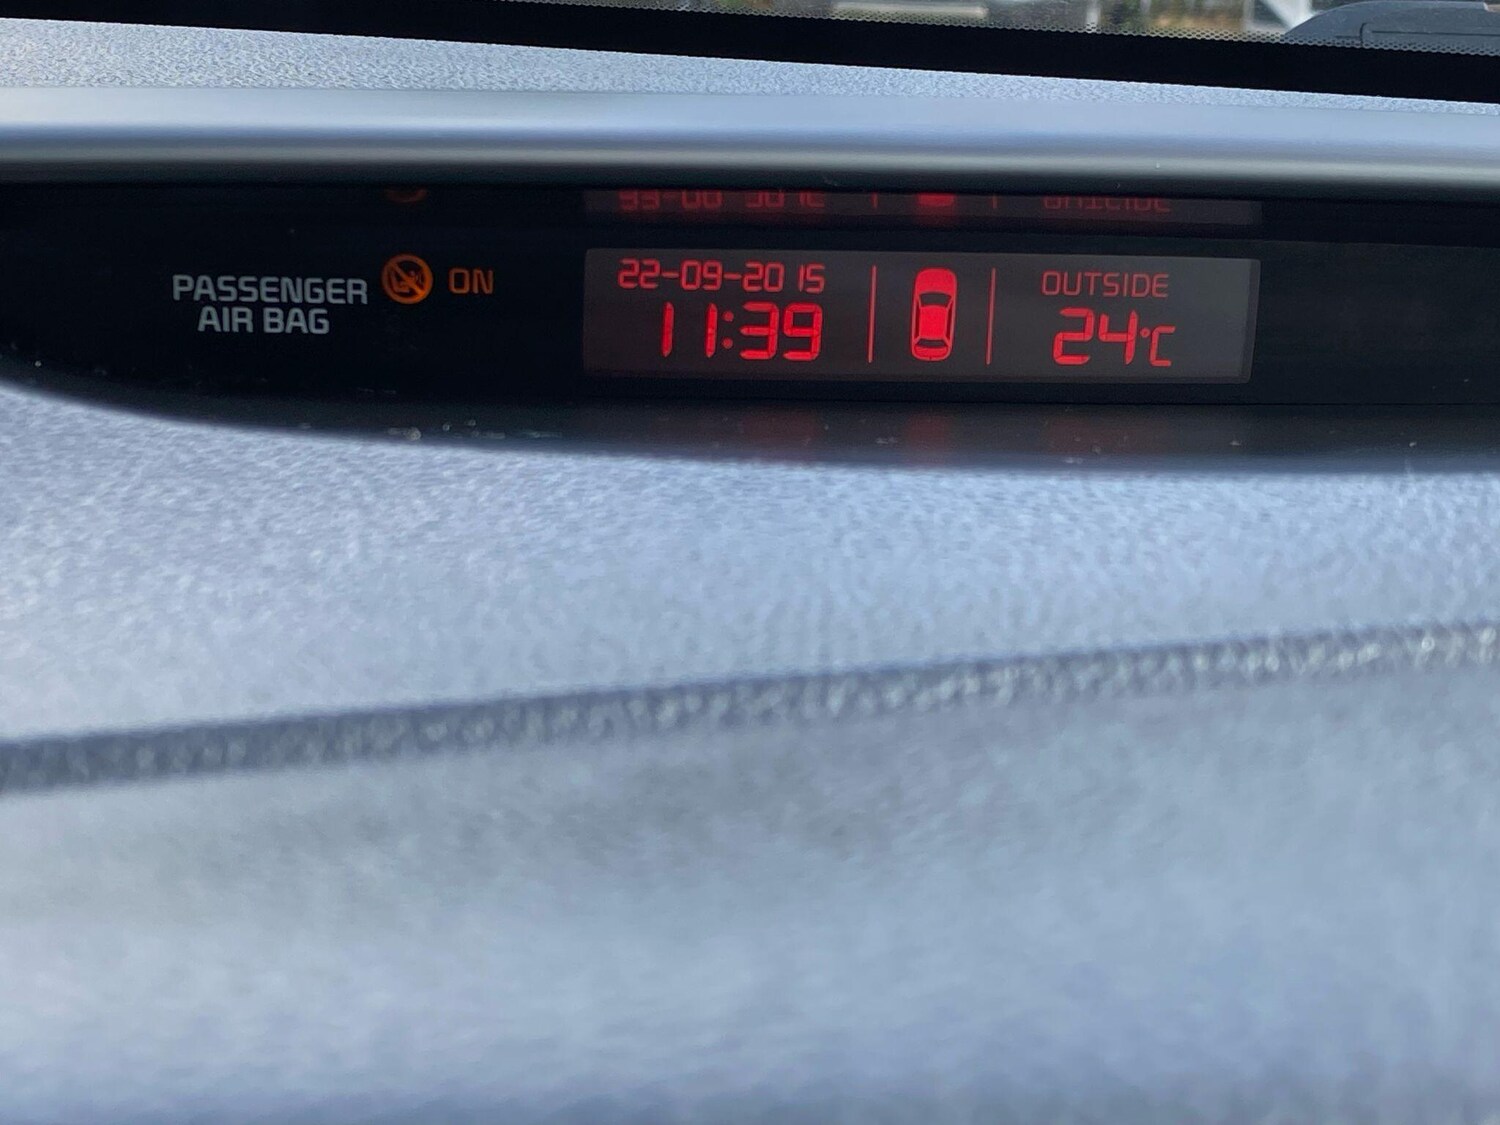 PASSENGER
AIR BAG
ON
22-09-2015
11:39
OUTSIDE
24°C